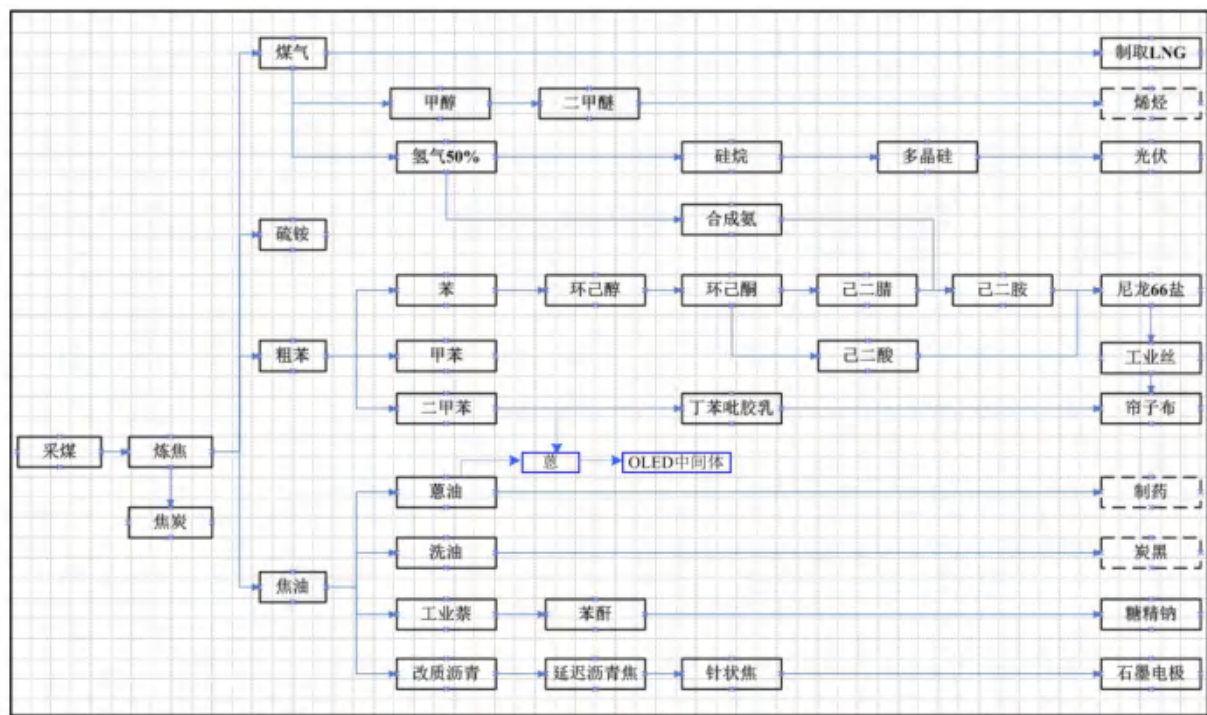 煤气
制取LNG
甲醇
二甲醚
烯烃
氢气50%
硅烷
多晶硅
光伏
合成氨
硫铵
苯
环己醇
环己酮
己二腈
己二胺
尼龙66盐
粗苯
甲苯
己二酸
工业丝
二甲苯
丁苯吡胶乳
帘子布
采煤
炼焦
蒽
OLED中间体
蒽油
制药
焦炭
洗油
炭黑
焦油
工业萘
苯酐
糖精钠
改质沥青
延迟沥青焦
针状焦
石墨电极